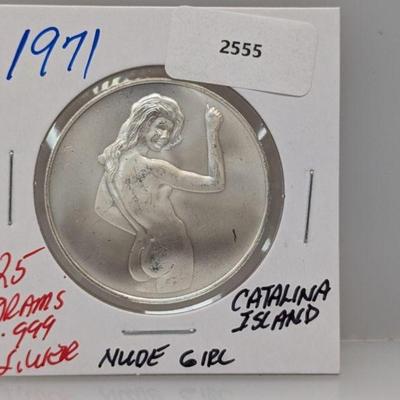 1971
2555
25
GRAMS
.999
SILVER
NUDE GIRL
CATALINA
ISLAND